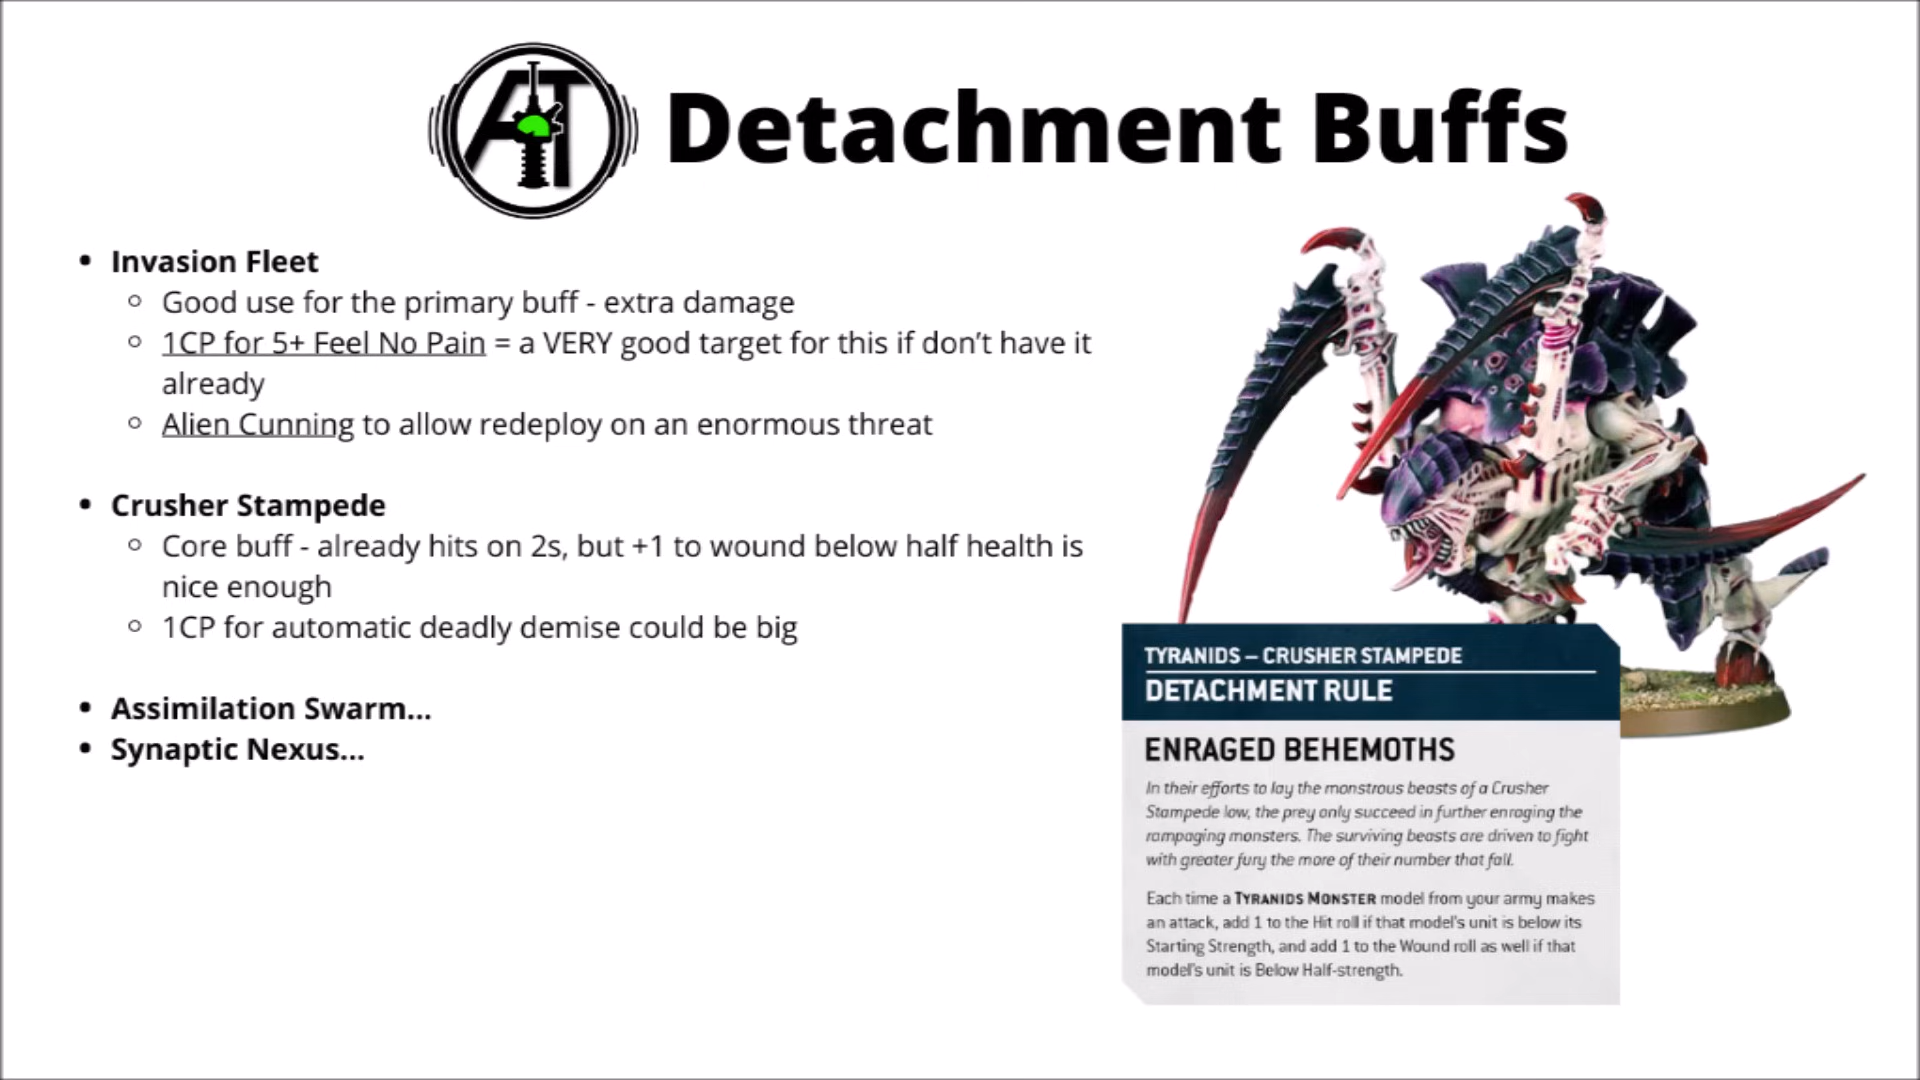 AT
Detachment Buffs
• Invasion Fleet
○ Good use for the primary buff - extra damage
○ 1CP for 5+ Feel No Pain = a VERY good target for this if don’t have it
already
○ Alien Cunning to allow redeploy on an enormous threat
• Crusher Stampede
○ Core buff - already hits on 2s, but +1 to wound below half health is
nice enough
○ 1CP for automatic deadly demise could be big
• Assimilation Swarm...
• Synaptic Nexus...
TYRANIDS – CRUSHER STAMPEDE
DETACHMENT RULE
ENRAGED BEHEMOTHS
In their efforts to lay the monstrous beasts of a Crusher
Stampede low, the prey only succeed in further enraging the
rampaging monsters. The surviving beasts are driven to fight
with greater fury the more of their number that fall.
Each time a TYRANIDS MONSTER model from your army makes
an attack, add 1 to the Hit roll if that model's unit is below its
Starting Strength, and add 1 to the Wound roll as well if that
model's unit is Below Half-strength.